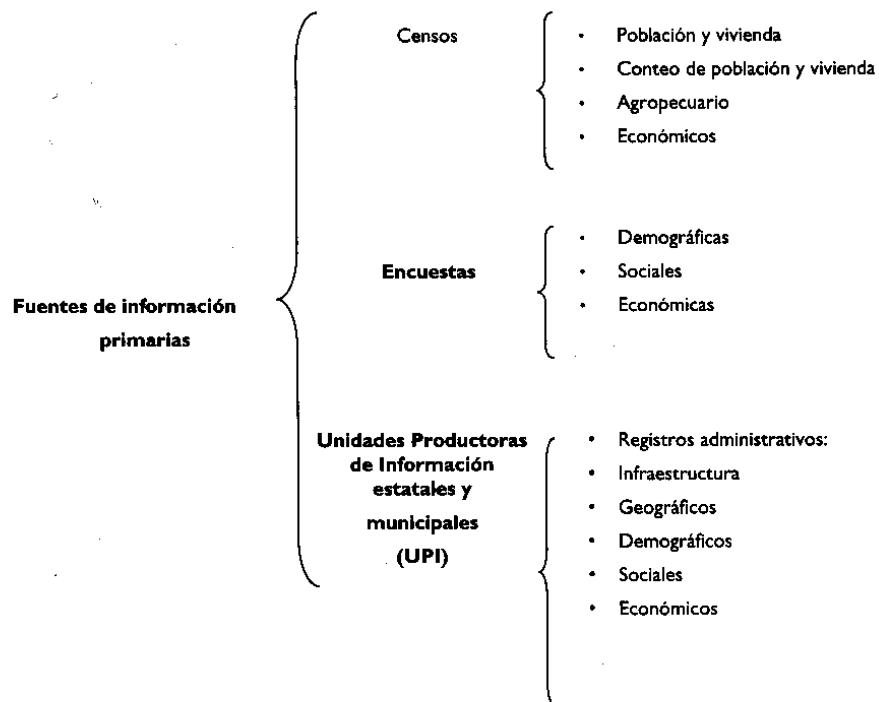 Censos
Población y vivienda
Conteo de población y vivienda
Agropecuario
Económicos
Fuentes de información
primarias
Encuestas
Demográficas
Sociales
Económicas
Unidades Productoras
de Información
estatales y
municipales
(UPI)
Registros administrativos:
Infraestructura
Geográficos
Demográficos
Sociales
Económicos